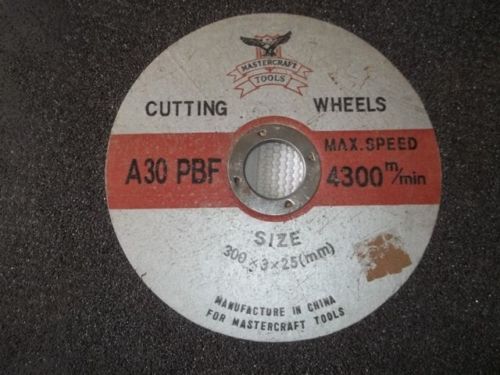 MASTERCRAFT
TOOLS
CUTTING WHEELS
MAX.SPEED
A30 PBF 4300 m/min
SIZE
300×3×25(mm)
MANUFACTURE IN CHINA
FOR MASTERCRAFT TOOLS